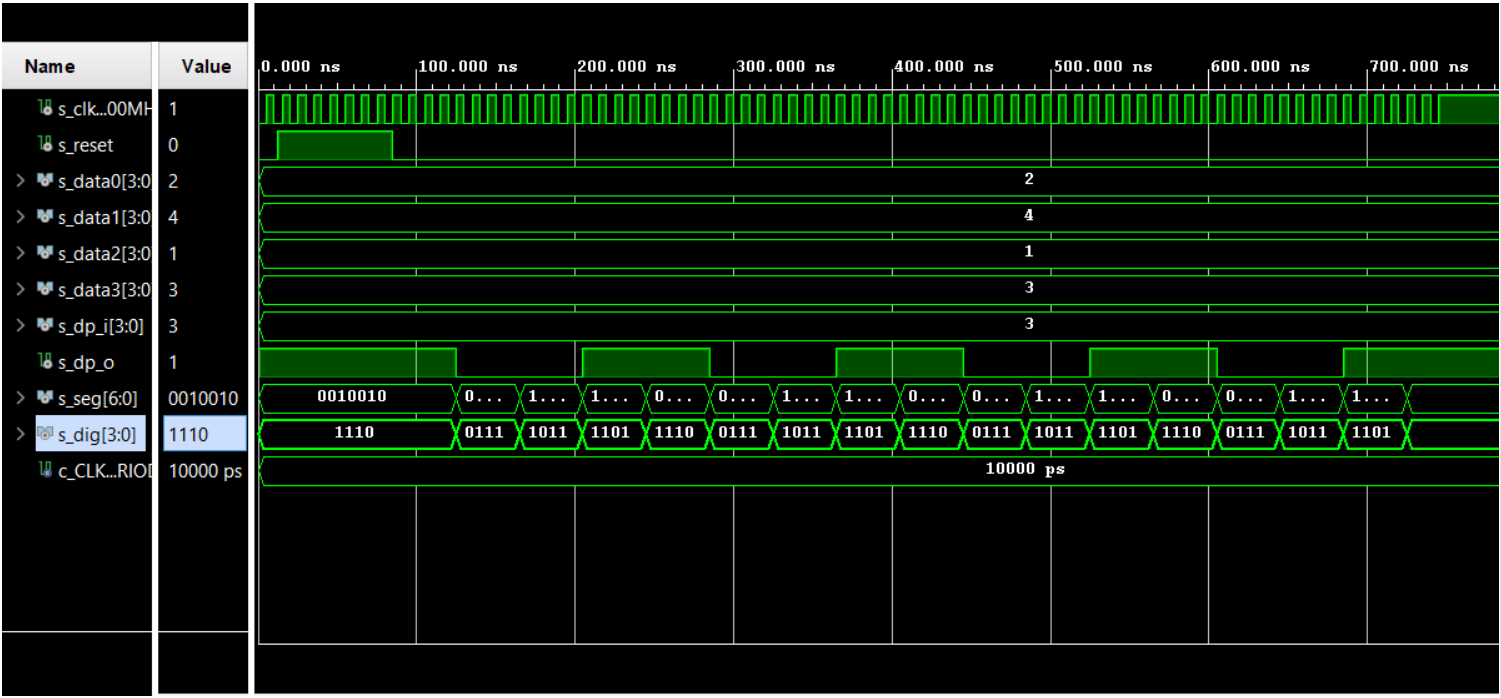 Name Value 0.000 ns 100.000 ns 200.000 ns 300.000 ns 400.000 ns 500.000 ns 600.000 ns 700.000 ns
s_clk...00MH 1
s_reset 0
s_data0[3:0 2 2
s_data1[3:0 4 4
s_data2[3:0 1 1
s_data3[3:0 3 3
s_dp_i[3:0] 3 3
s_dp_o 1
s_seg[6:0] 0010010 0010010 0... 1... 1... 0... 0... 1... 1... 0... 0... 1... 1... 0... 0... 1... 1...
s_dig[3:0] 1110 1110 0111 1011 1101 1110 0111 1011 1101 1110 0111 1011 1101 1110 0111 1011 1101
c_CLK...RIOD 10000 ps 10000 ps